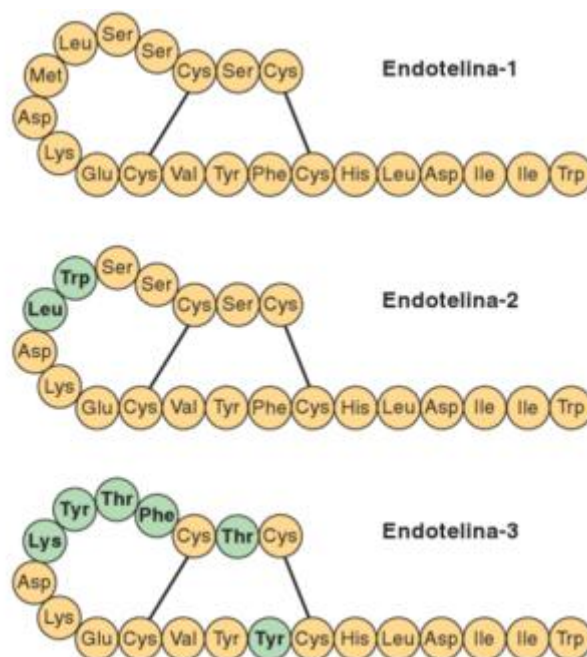 Leu Ser Ser Cys Ser Cys Endotelina-1
Met
Asp
Lys
Glu Cys Val Tyr Phe Cys His Leu Asp Ile Ile Trp
Trp Ser Ser Cys Ser Cys Endotelina-2
Leu
Asp
Lys
Glu Cys Val Tyr Phe Cys His Leu Asp Ile Ile Trp
Tyr Thr Phe Cys Thr Cys Endotelina-3
Lys
Asp
Lys
Glu Cys Val Tyr Tyr Cys His Leu Asp Ile Ile Trp